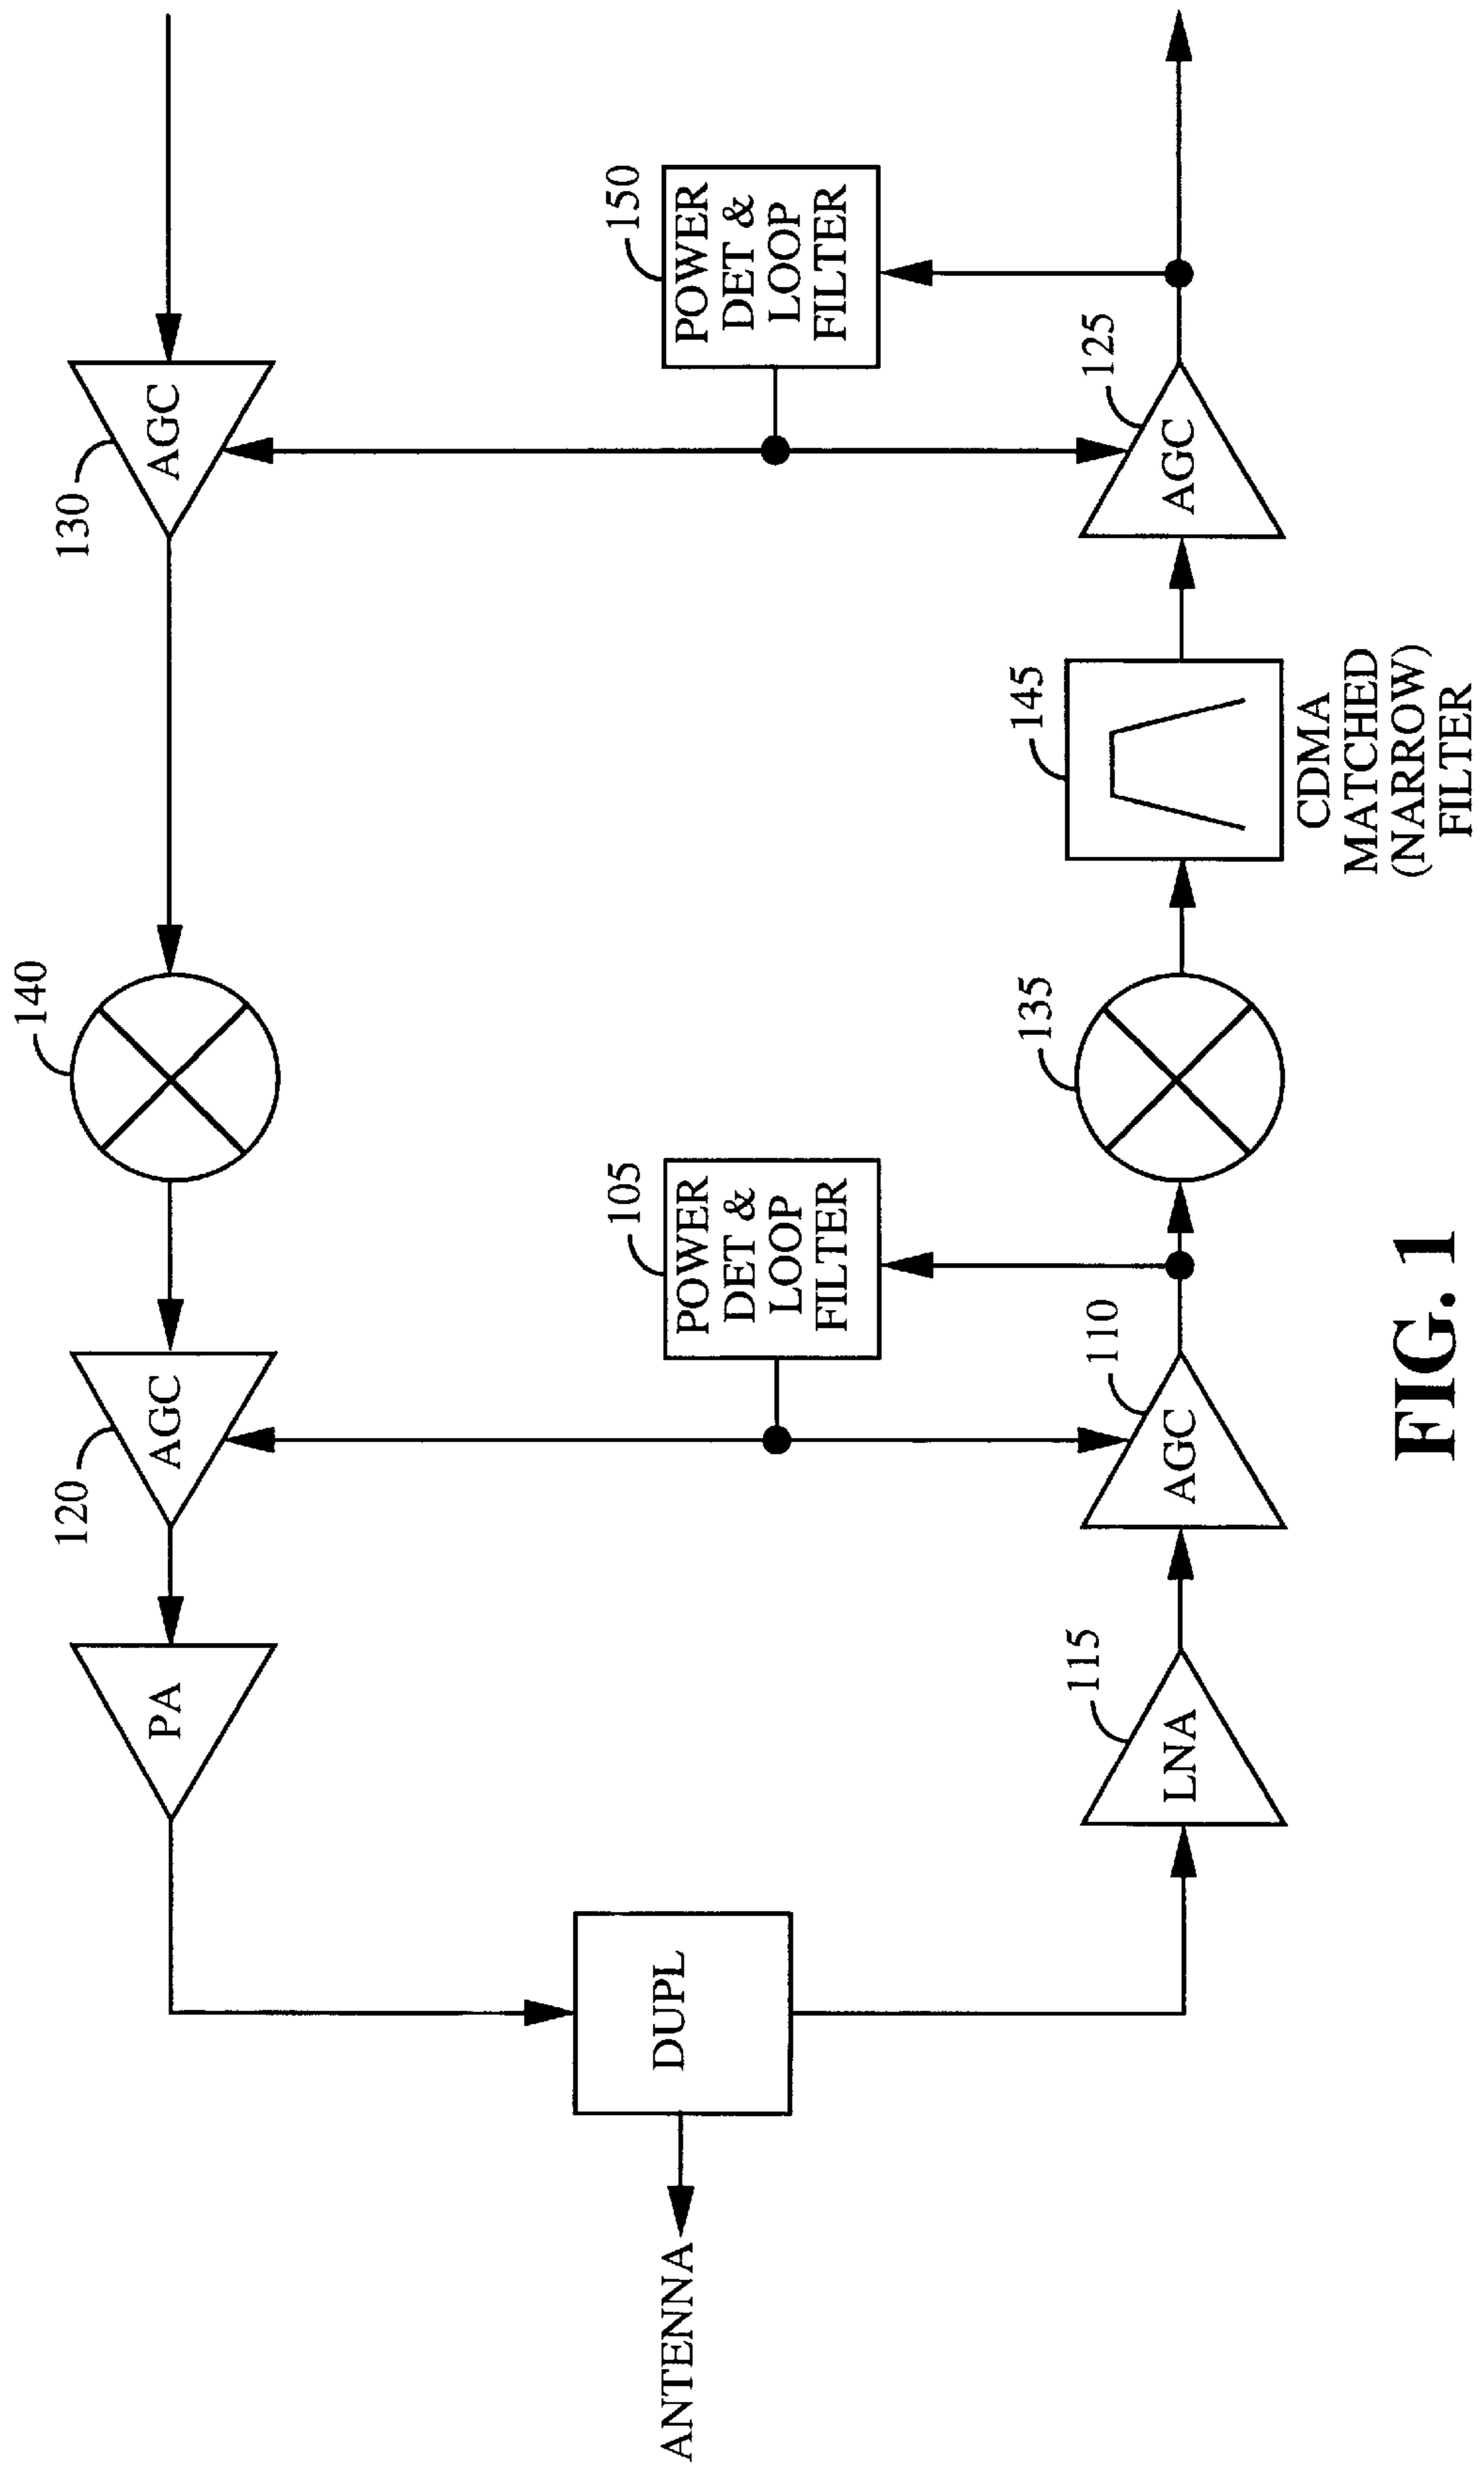 130
AGC
140
120
AGC
PA
150
POWER
DET &
LOOP
FILTER
105
POWER
DET &
LOOP
FILTER
DUPL
ANTENNA
115
LNA
110
AGC
135
145
CDMA
MATCHED
(NARROW)
FILTER
125
AGC
FIG. 1